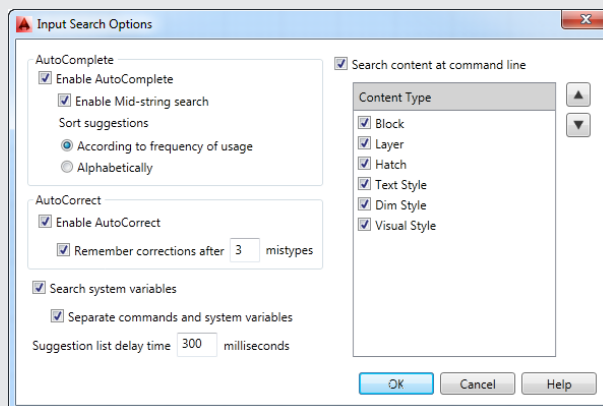 Input Search Options
AutoComplete
Enable AutoComplete
Enable Mid-string search
Sort suggestions
According to frequency of usage
Alphabetically
AutoCorrect
Enable AutoCorrect
Remember corrections after 3 mistypes
Search system variables
Separate commands and system variables
Suggestion list delay time 300 milliseconds
Search content at command line
Content Type
Block
Layer
Hatch
Text Style
Dim Style
Visual Style
OK Cancel Help